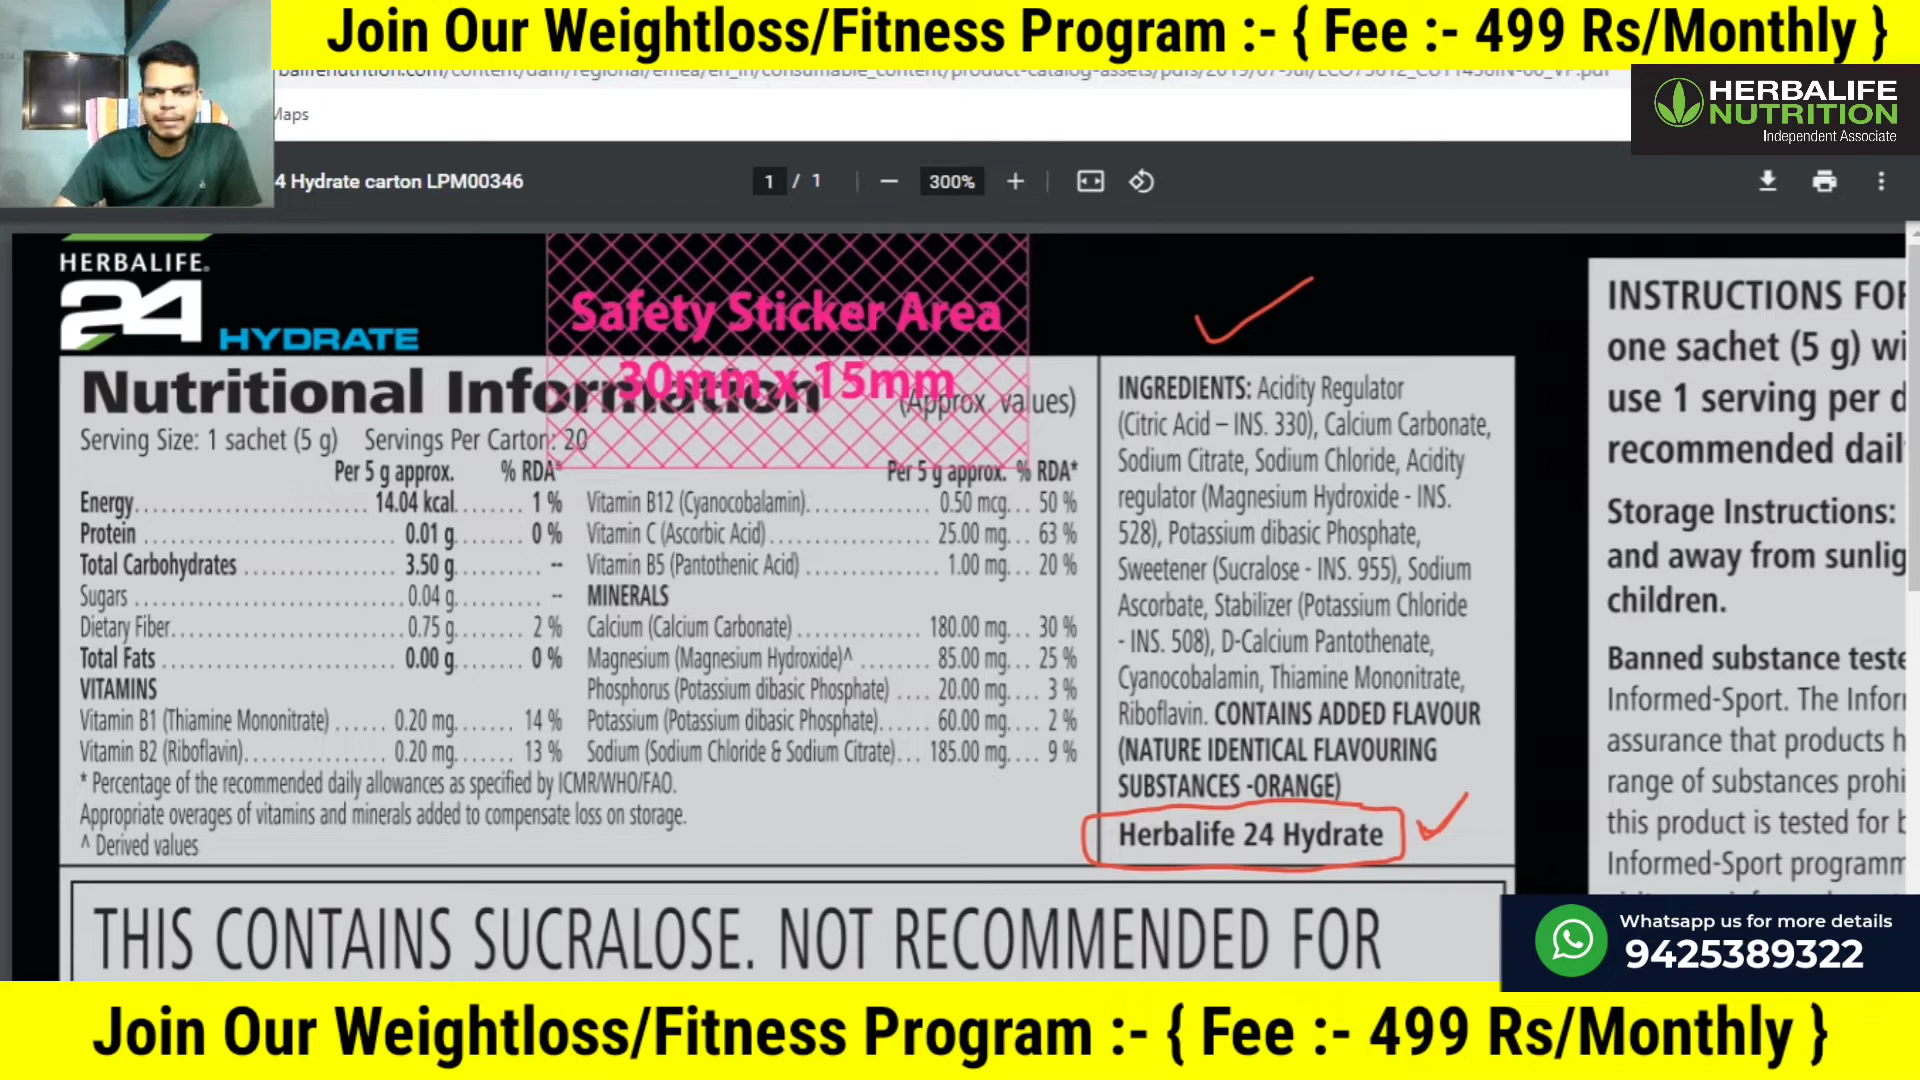 Join Our Weightloss/Fitness Program :- { Fee :- 499 Rs/Monthly }
HERBALIFE
NUTRITION
Independent Associate
Maps
4 Hydrate carton LPM00346
1 / 1
300%
HERBALIFE.
24 HYDRATE
Safety Sticker Area
30mm x 15mm
Nutritional Information (Approx. values)
Serving Size: 1 sachet (5 g) Servings Per Carton: 20
Per 5 g approx. % RDA*
Energy 14.04 kcal 1 %
Protein 0.01 g 0 %
Total Carbohydrates 3.50 g --
Sugars 0.04 g --
Dietary Fiber 0.75 g 2 %
Total Fats 0.00 g 0 %
VITAMINS
Vitamin B1 (Thiamine Mononitrate) 0.20 mg 14 %
Vitamin B2 (Riboflavin) 0.20 mg 13 %
Per 5 g approx. % RDA*
Vitamin B12 (Cyanocobalamin) 0.50 mcg 50 %
Vitamin C (Ascorbic Acid) 25.00 mg 63 %
Vitamin B5 (Pantothenic Acid) 1.00 mg 20 %
MINERALS
Calcium (Calcium Carbonate) 180.00 mg 30 %
Magnesium (Magnesium Hydroxide)^ 85.00 mg 25 %
Phosphorus (Potassium dibasic Phosphate) 20.00 mg 3 %
Potassium (Potassium dibasic Phosphate) 60.00 mg 2 %
Sodium (Sodium Chloride & Sodium Citrate) 185.00 mg 9 %
* Percentage of the recommended daily allowances as specified by ICMR/WHO/FAO.
Appropriate overages of vitamins and minerals added to compensate loss on storage.
^ Derived values
INGREDIENTS: Acidity Regulator
(Citric Acid – INS. 330), Calcium Carbonate,
Sodium Citrate, Sodium Chloride, Acidity
regulator (Magnesium Hydroxide - INS.
528), Potassium dibasic Phosphate,
Sweetener (Sucralose - INS. 955), Sodium
Ascorbate, Stabilizer (Potassium Chloride
- INS. 508), D-Calcium Pantothenate,
Cyanocobalamin, Thiamine Mononitrate,
Riboflavin. CONTAINS ADDED FLAVOUR
(NATURE IDENTICAL FLAVOURING
SUBSTANCES -ORANGE)
Herbalife 24 Hydrate
INSTRUCTIONS FOR
one sachet (5 g) wi
use 1 serving per d
recommended dail
Storage Instructions:
and away from sunlig
children.
Banned substance teste
Informed-Sport. The Infor
assurance that products h
range of substances prohi
this product is tested for b
Informed-Sport programm
THIS CONTAINS SUCRALOSE. NOT RECOMMENDED FOR
Whatsapp us for more details
9425389322
Join Our Weightloss/Fitness Program :- { Fee :- 499 Rs/Monthly }